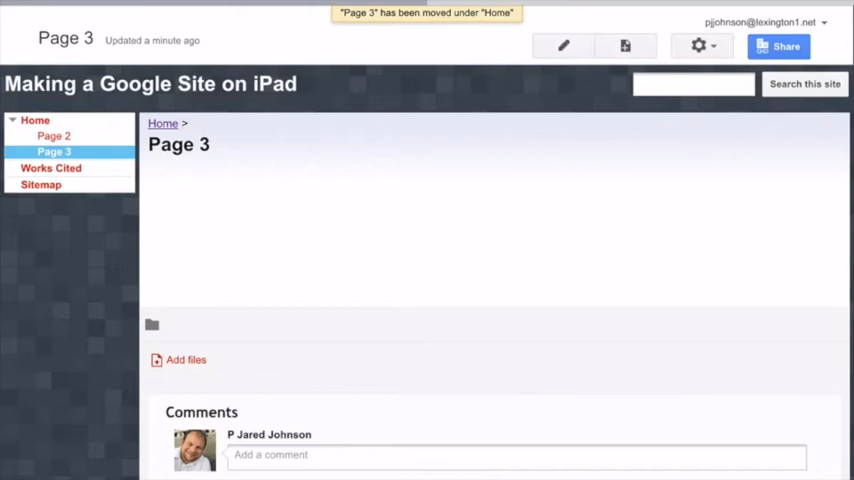 "Page 3" has been moved under "Home"
pjjohnson@lexington1.net
Page 3 Updated a minute ago
Share
Making a Google Site on iPad
Search this site
Home
Page 2
Page 3
Works Cited
Sitemap
Home >
Page 3
Add files
Comments
P Jared Johnson
Add a comment